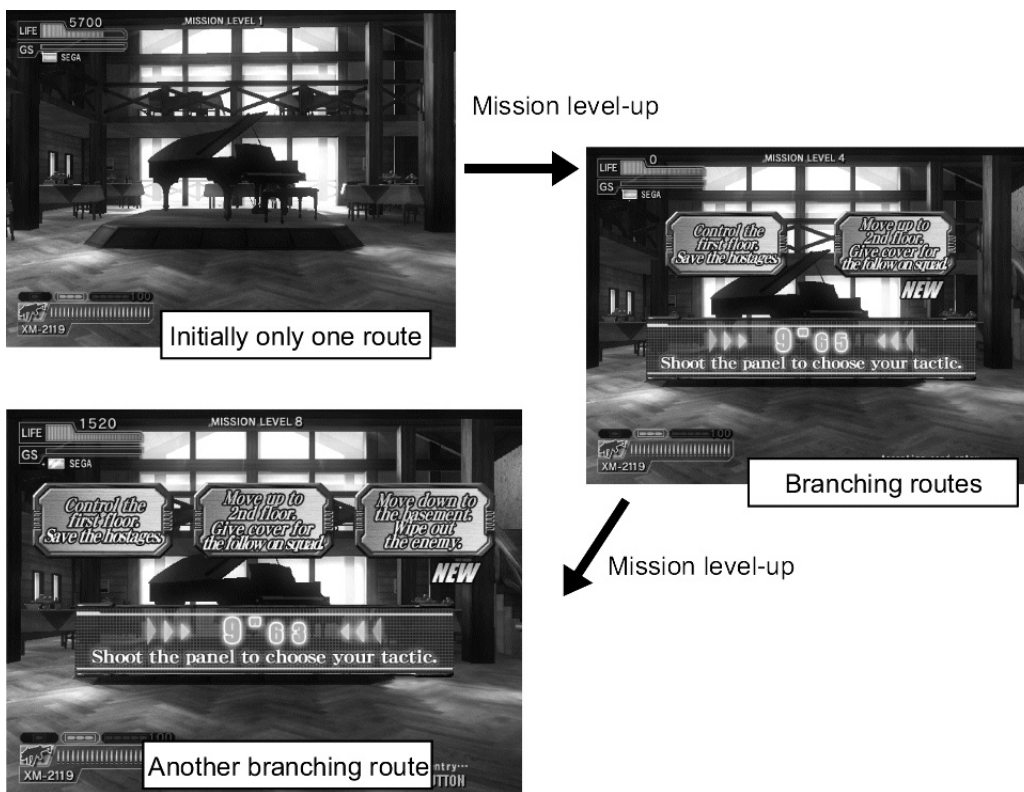 5700
MISSION LEVEL 1
LIFE
GS
SEGA
100
XM-2119
Initially only one route
Mission level-up
0
MISSION LEVEL 4
LIFE
GS
SEGA
Control the
first floor.
Save the hostages.
Move up to
2nd floor.
Give cover for
the follow on squad.
NEW
9"65
Shoot the panel to choose your tactic.
100
XM-2119
Branching routes
Mission level-up
1520
MISSION LEVEL 8
LIFE
GS
SEGA
Control the
first floor.
Save the hostages.
Move up to
2nd floor.
Give cover for
the follow on squad.
Move down to
the basement.
Wipe out
the enemy.
NEW
9"63
Shoot the panel to choose your tactic.
100
XM-2119
Another branching route